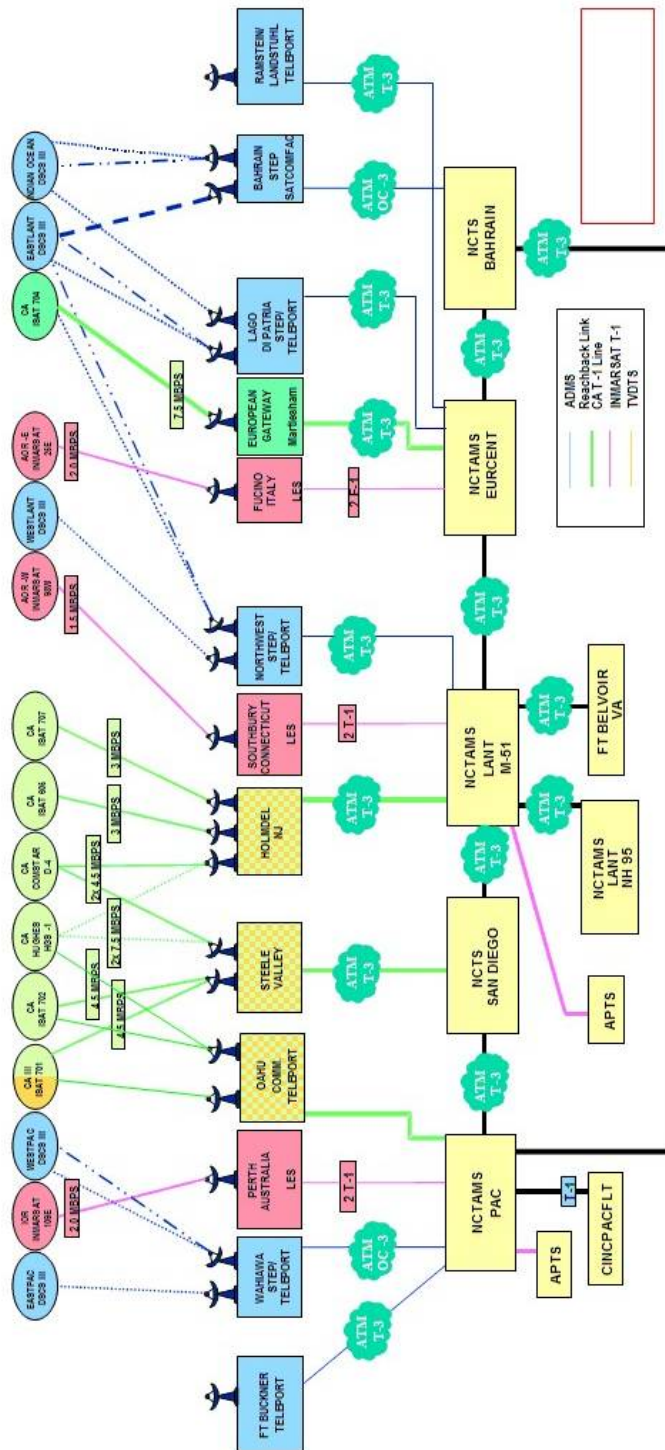 EASTPAC
DSCS III
IOR
INMARSAT
109E
WESTPAC
DSCS III
CA III
ISAT 701
CA
ISAT 702
CA
HUGHES
HGS -1
CA
COMSTAR
D-4
CA
ISAT 606
CA
ISAT 707
AOR -W
INMARSAT
98W
WESTLANT
DSCS III
AOR -E
INMARSAT
25E
CA
ISAT 704
EASTLANT
DSCS III
INDIAN OCEAN
DSCS III
2.0 MBPS
4.5 MBPS
4.5 MBPS
2x 7.5 MBPS
2x 4.5 MBPS
3 MBPS
3 MBPS
1.5 MBPS
2.0 MBPS
7.5 MBPS
FT BUCKNER
TELEPORT
WAHIAWA
STEP/
TELEPORT
PERTH
AUSTRALIA
LES
OAHU
COMM.
TELEPORT
STEELE
VALLEY
HOLMDEL
NJ
SOUTHBURY
CONNECTICUT
LES
NORTHWEST
STEP/
TELEPORT
FUCINO
ITALY
LES
EUROPEAN
GATEWAY
Martlesham
LAGO
DI PATRIA
STEP/
TELEPORT
BAHRAIN
STEP
SATCOMFAC
RAMSTEIN/
LANDSTUHL
TELEPORT
ATM
T-3
ATM
OC -3
2 T-1
ATM
T-3
ATM
T-3
2 T-1
ATM
T-3
2 E-1
ATM
T-3
ATM
T-3
ATM
OC -3
ATM
T-3
NCTAMS
PAC
ATM
T-3
NCTS
SAN DIEGO
ATM
T-3
NCTAMS
LANT
M-51
ATM
T-3
NCTAMS
EURCENT
ATM
T-3
NCTS
BAHRAIN
APTS
T-1
CINCPACFLT
APTS
ATM
T-3
NCTAMS
LANT
NH 95
ATM
T-3
FT BELVOIR
VA
ATM
T-3
ADMS
Reachback Link
CA T -1 Line
INMARSAT T-1
TVDTS